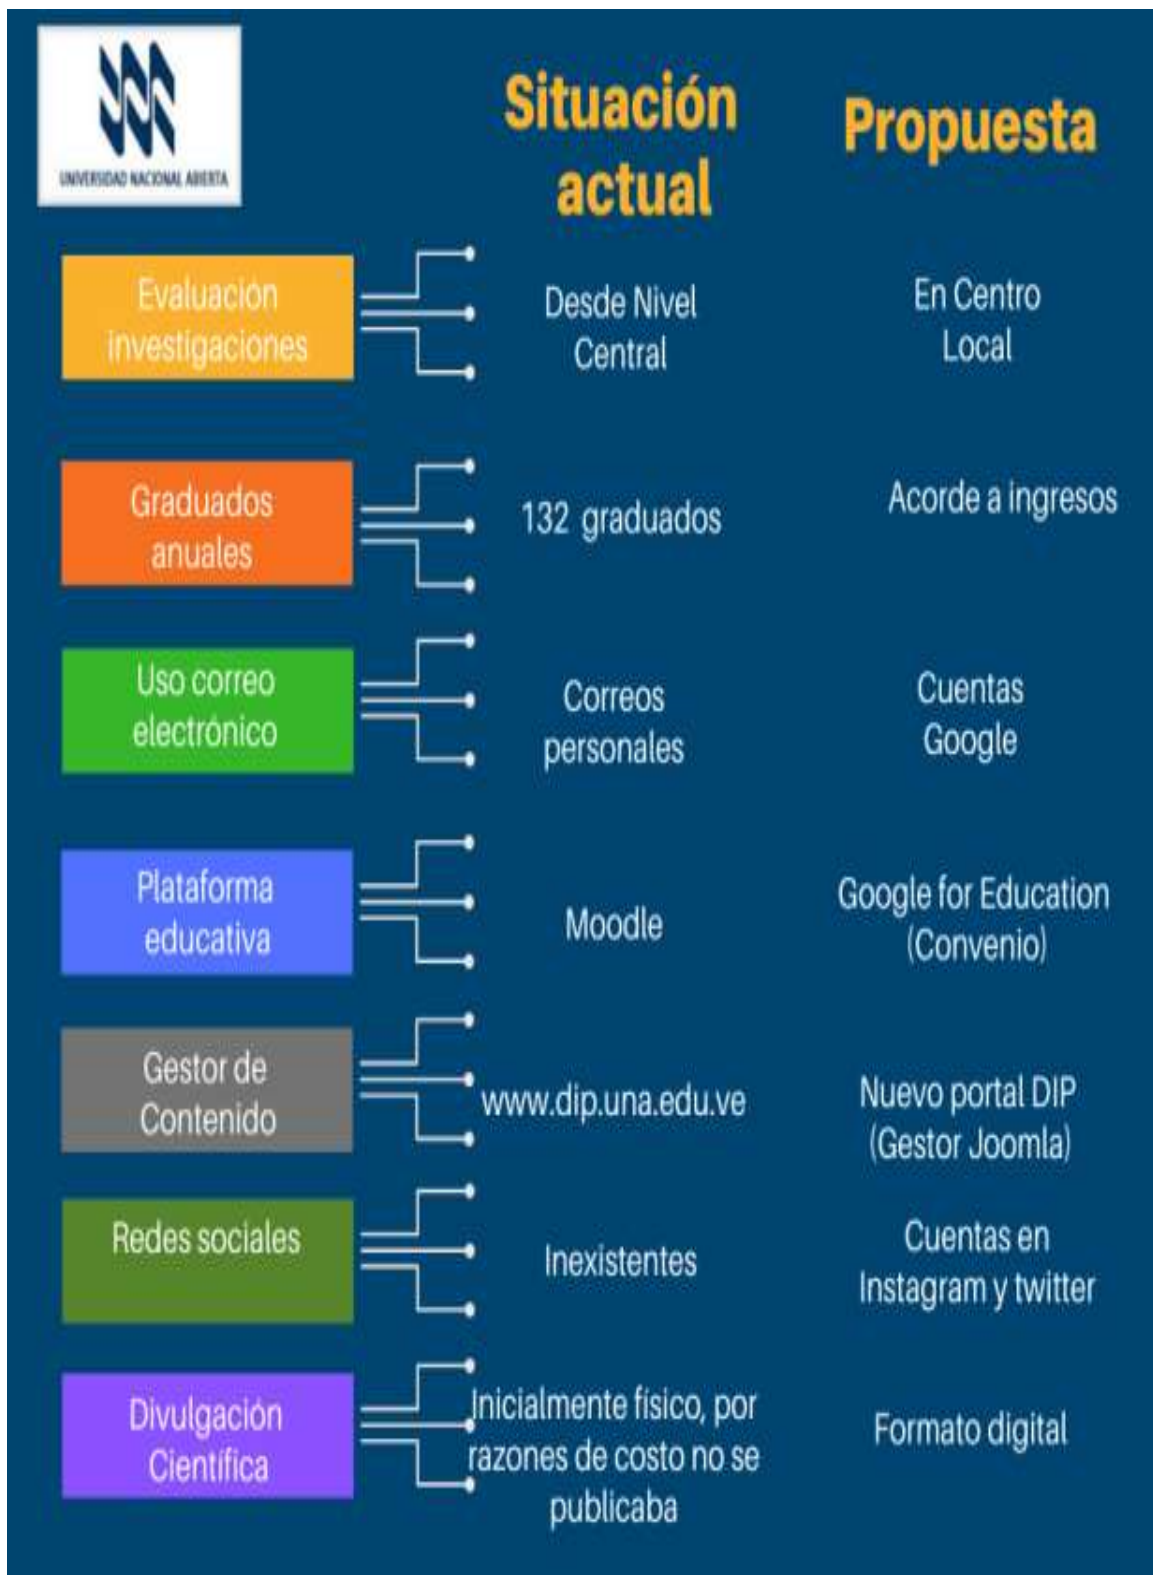 UNIVERSIDAD NACIONAL ABIERTA
Situación
actual
Propuesta
Evaluación
investigaciones
Desde Nivel
Central
En Centro
Local
Graduados
anuales
132 graduados
Acorde a ingresos
Uso correo
electrónico
Correos
personales
Cuentas
Google
Plataforma
educativa
Moodle
Google for Education
(Convenio)
Gestor de
Contenido
www.dip.una.edu.ve
Nuevo portal DIP
(Gestor Joomla)
Redes sociales
Inexistentes
Cuentas en
Instagram y twitter
Divulgación
Científica
Inicialmente físico, por
razones de costo no se
publicaba
Formato digital